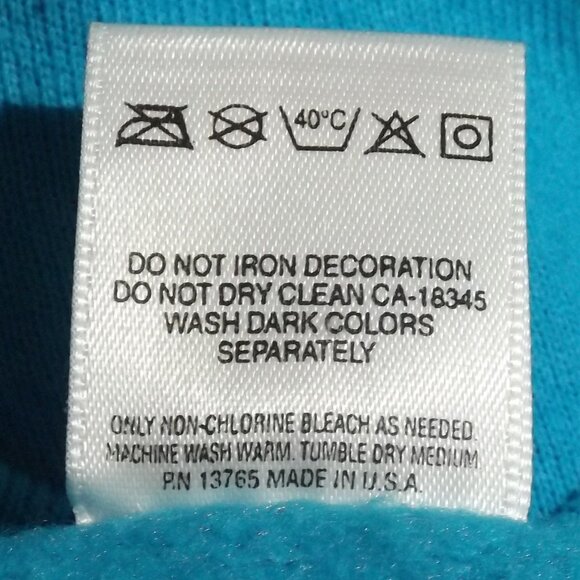 40°C
DO NOT IRON DECORATION
DO NOT DRY CLEAN CA-18345
WASH DARK COLORS
SEPARATELY
ONLY NON-CHLORINE BLEACH AS NEEDED.
MACHINE WASH WARM. TUMBLE DRY MEDIUM
P.N 13765 MADE IN U.S.A.